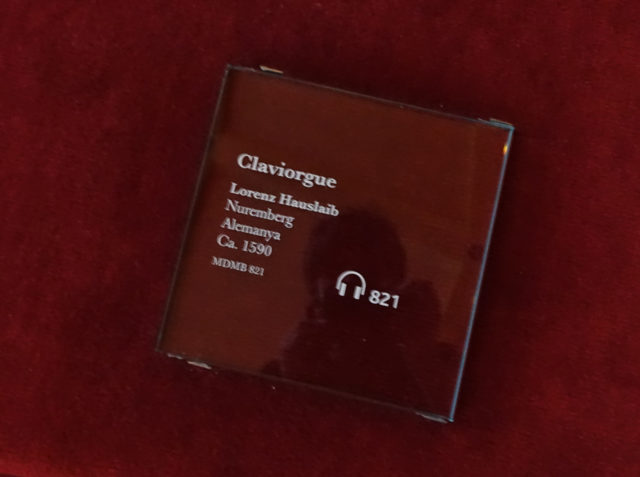 Claviorgue
Lorenz Hauslaib
Nuremberg
Alemanya
Ca. 1590
MDMB 821
821